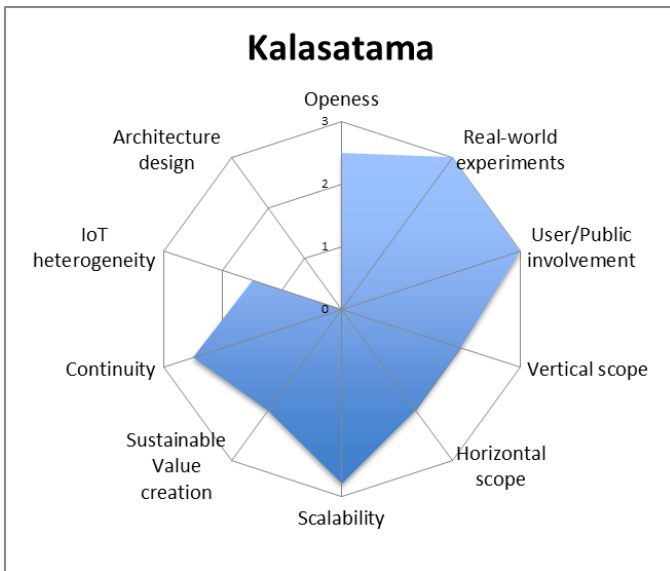 Kalasatama
Openess
Real-world
experiments
User/Public
involvement
Vertical scope
Horizontal
scope
Scalability
Sustainable
Value
creation
Continuity
IoT
heterogeneity
Architecture
design
3
2
1
0